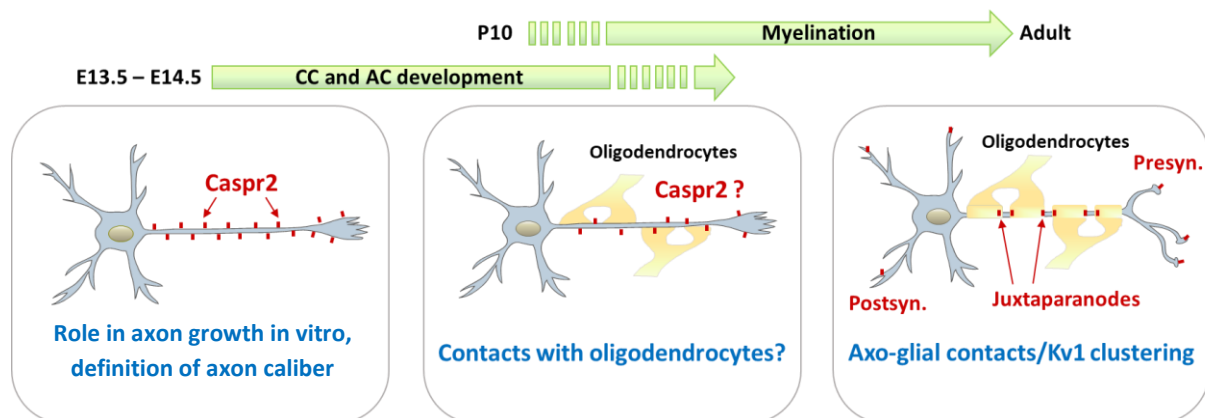 P10
Myelination
Adult
E13.5 – E14.5
CC and AC development
Caspr2
Role in axon growth in vitro,
definition of axon caliber
Oligodendrocytes
Caspr2 ?
Contacts with oligodendrocytes?
Oligodendrocytes
Presyn.
Postsyn.
Juxtaparanodes
Axo-glial contacts/Kv1 clustering